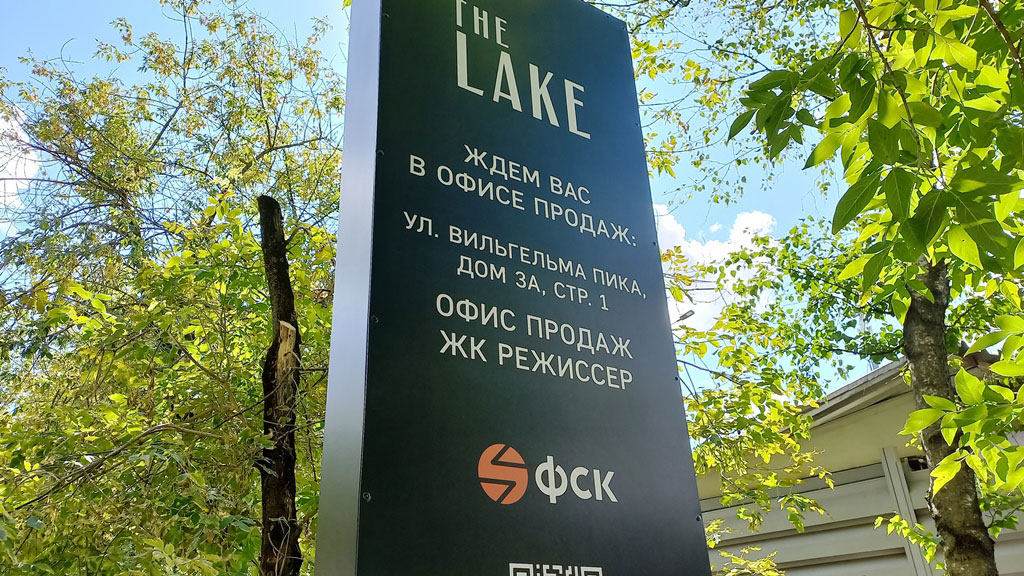 THE
LAKE
ЖДЕМ ВАС
В ОФИСЕ ПРОДАЖ:
УЛ. ВИЛЬГЕЛЬМА ПИКА,
ДОМ 3А, СТР. 1
ОФИС ПРОДАЖ
ЖК РЕЖИССЕР
ФСК